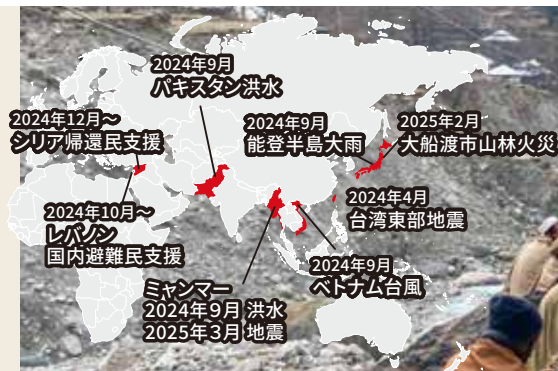 2024年9月
パキスタン洪水
2024年12月〜
シリア帰還民支援
2024年9月
能登半島大雨
2025年2月
大船渡市山林火災
2024年10月〜
レバノン
国内避難民支援
2024年4月
台湾東部地震
2024年9月
ベトナム台風
ミャンマー
2024年9月 洪水
2025年3月 地震